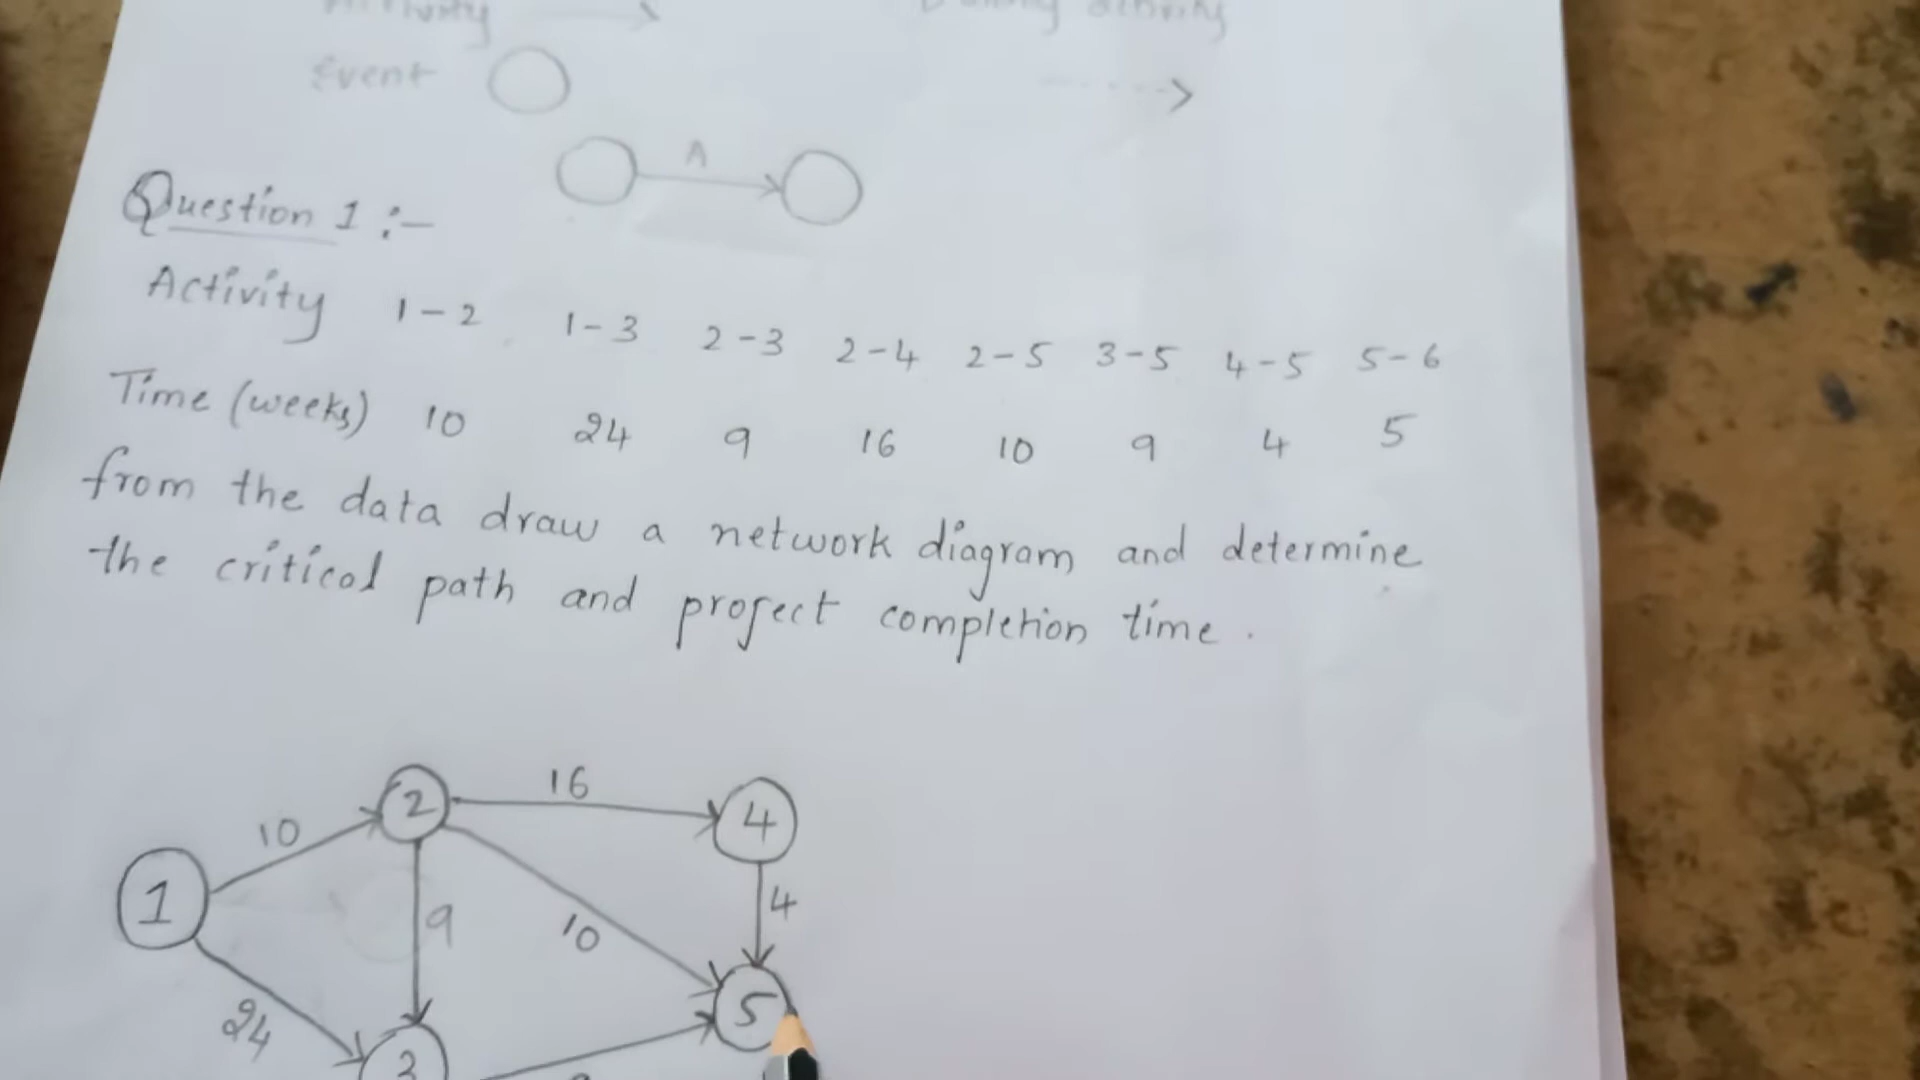 Activity
Event
A
Question 1 :-
Activity 1-2 1-3 2-3 2-4 2-5 3-5 4-5 5-6
Time (weeks) 10 24 9 16 10 9 4 5
from the data draw a network diagram and determine
the critical path and project completion time.
16
2
4
10
1
9
10
4
24
5
3